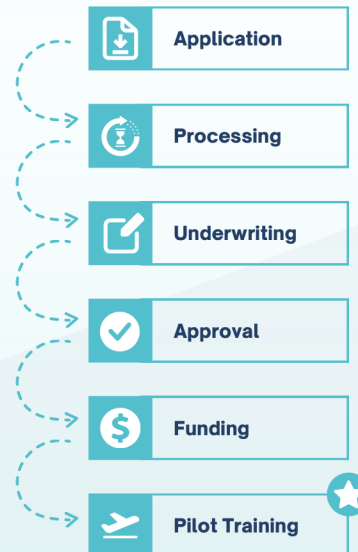 Application
Processing
Underwriting
Approval
Funding
Pilot Training